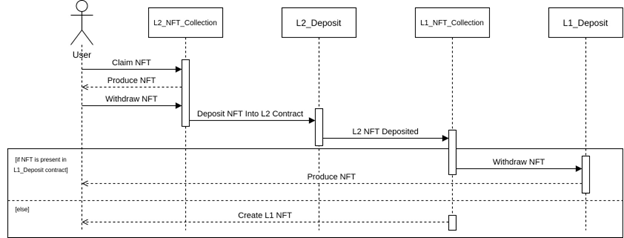 L2_NFT_Collection
L2_Deposit
L1_NFT_Collection
L1_Deposit
User
Claim NFT
Produce NFT
Withdraw NFT
Deposit NFT Into L2 Contract
L2 NFT Deposited
[if NFT is present in
L1_Deposit contract]
Withdraw NFT
Produce NFT
[else]
Create L1 NFT